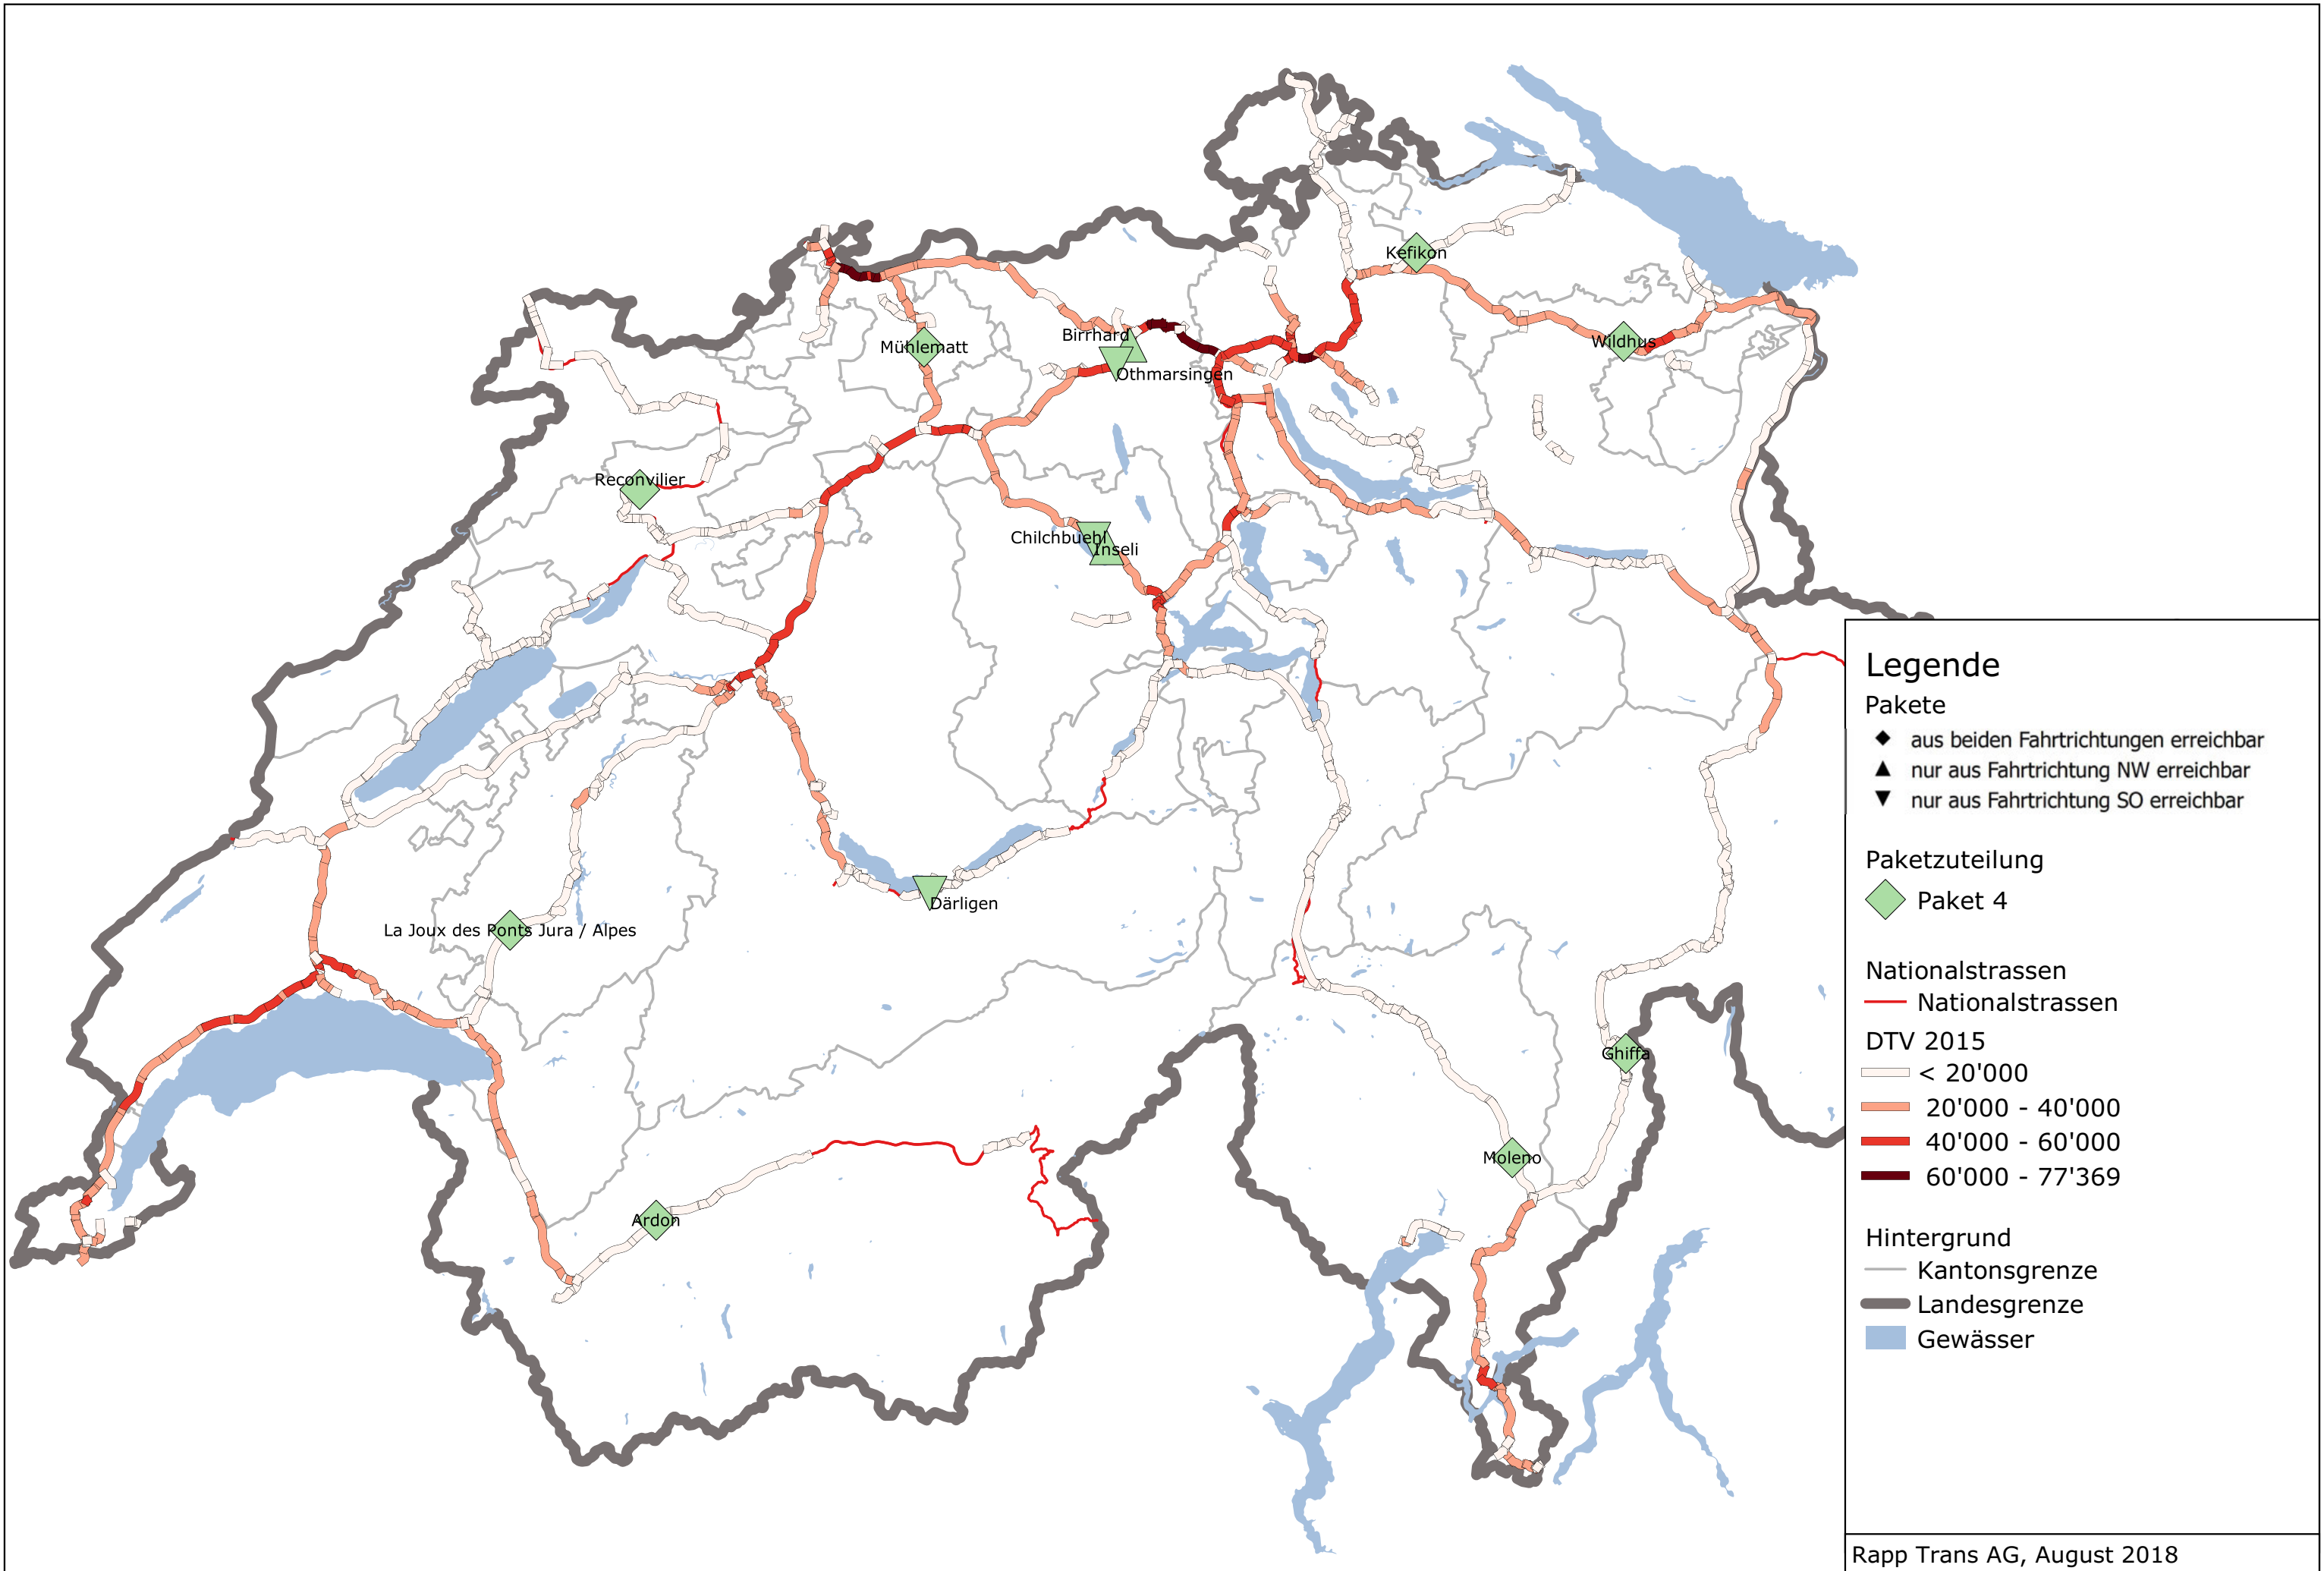 Kefikon
Birrhard
Wildhus
Mühlematt
Othmarsingen
Reconvilier
Chilchbuehl
Inseli
Därligen
La Joux des Ponts Jura / Alpes
Ghiffa
Moleno
Ardon
Legende
Pakete
aus beiden Fahrtrichtungen erreichbar
nur aus Fahrtrichtung NW erreichbar
nur aus Fahrtrichtung SO erreichbar
Paketzuteilung
Paket 4
Nationalstrassen
Nationalstrassen
DTV 2015
< 20'000
20'000 - 40'000
40'000 - 60'000
60'000 - 77'369
Hintergrund
Kantonsgrenze
Landesgrenze
Gewässer
Rapp Trans AG, August 2018